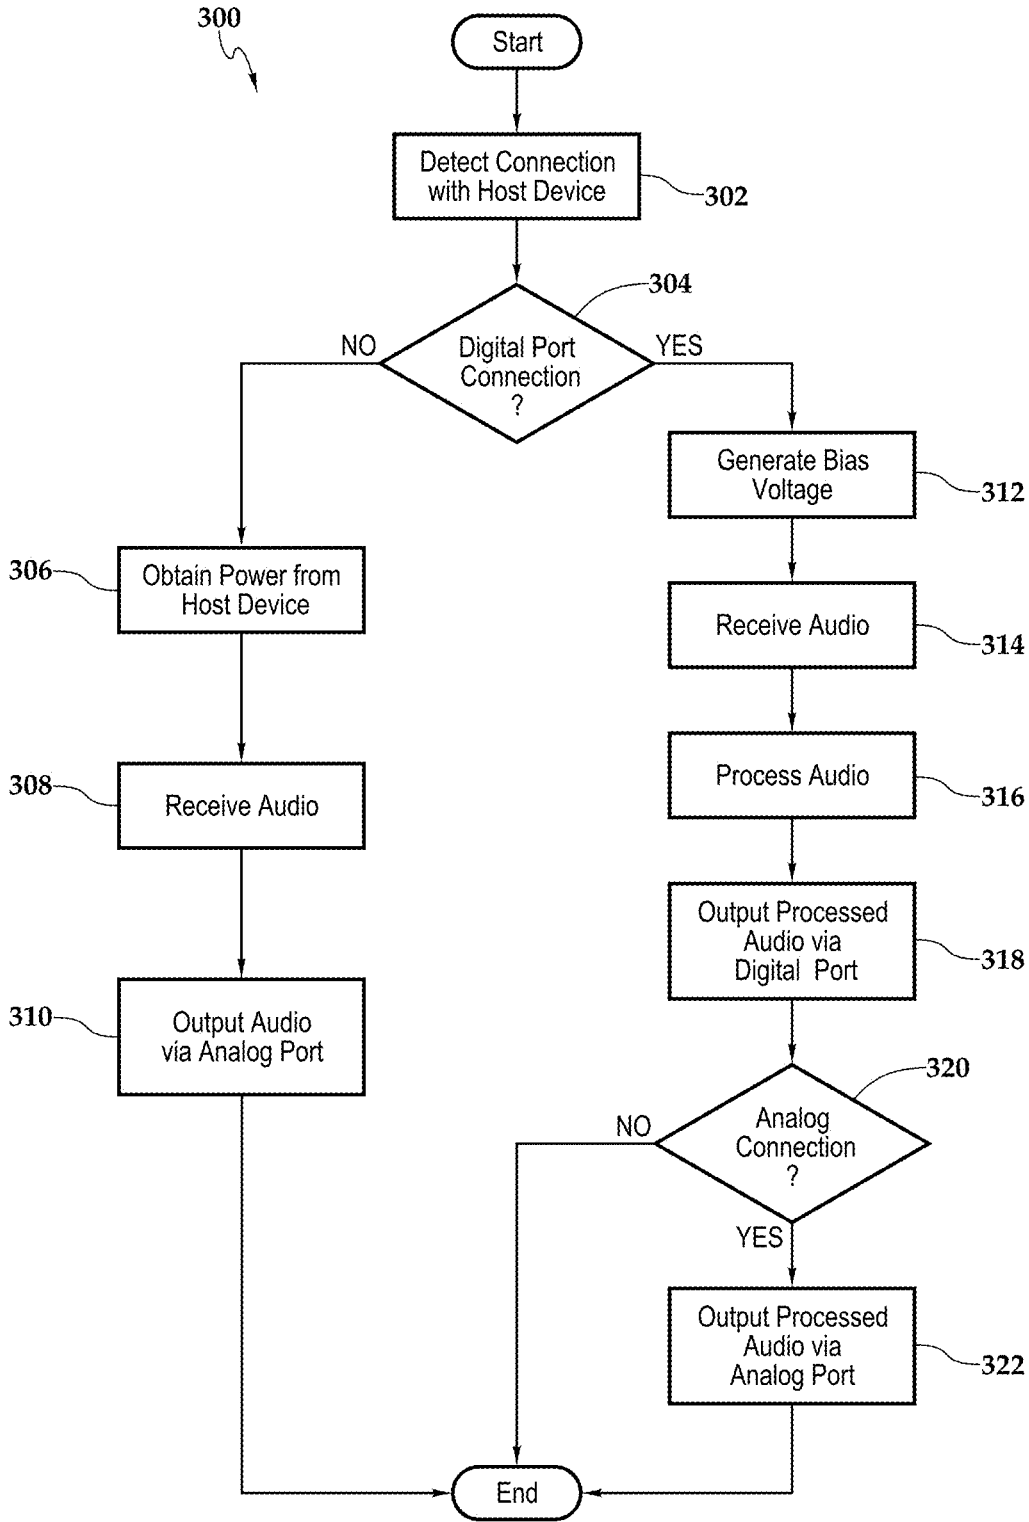 300
Start
Detect Connection
with Host Device
302
304
NO
Digital Port
Connection
?
YES
Generate Bias
Voltage
312
306
Obtain Power from
Host Device
Receive Audio
314
308
Receive Audio
Process Audio
316
Output Processed
Audio via
Digital Port
318
310
Output Audio
via Analog Port
320
NO
Analog
Connection
?
YES
Output Processed
Audio via
Analog Port
322
End